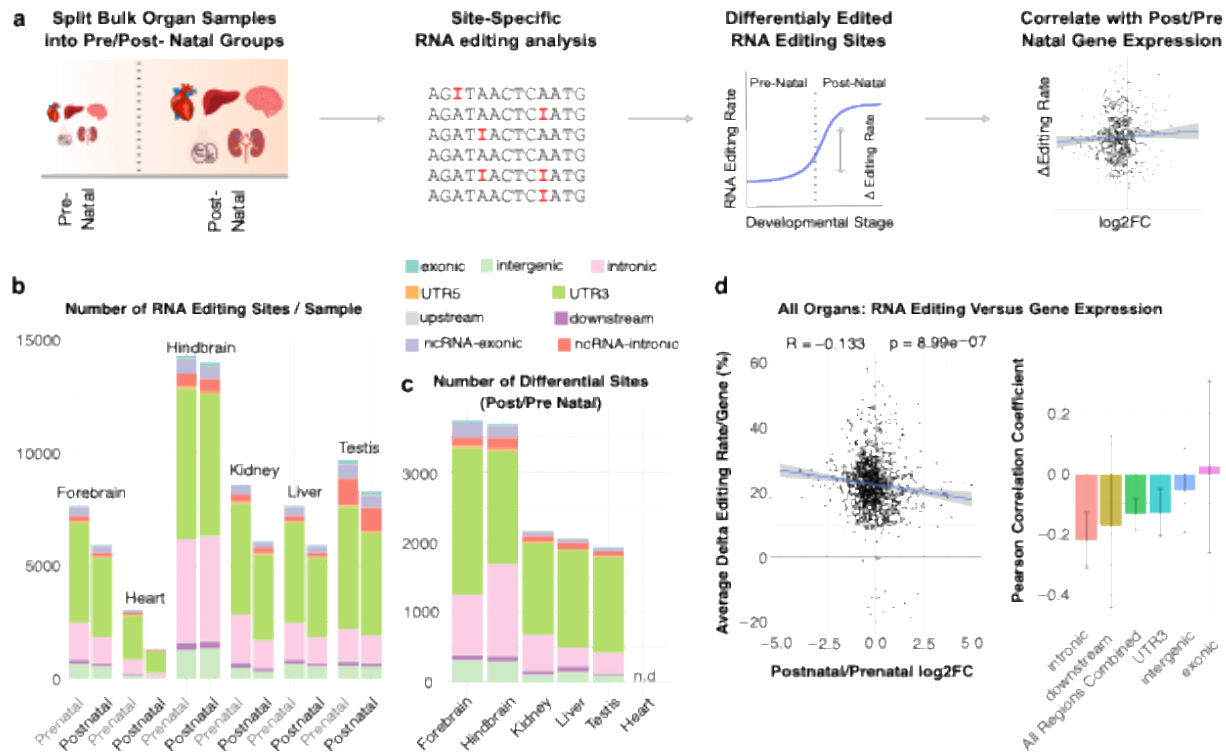 a
Split Bulk Organ Samples
into Pre/Post- Natal Groups
Pre-
Natal
Post-
Natal
Site-Specific
RNA editing analysis
AGITAACTCAATG
AGATAACTCIATG
AGATIACTCAATG
AGATAACTCAATG
AGATIACTCIATG
AGATAACTCIATG
Differentialy Edited
RNA Editing Sites
Pre-Natal
Post-Natal
RNA Editing Rate
Δ Editing Rate
Developmental Stage
Correlate with Post/Pre
Natal Gene Expression
ΔEditing Rate
log2FC
exonic
intergenic
intronic
UTR5
UTR3
upstream
downstream
ncRNA-exonic
ncRNA-intronic
b
Number of RNA Editing Sites / Sample
15000
10000
5000
0
Forebrain
Heart
Hindbrain
Kidney
Liver
Testis
Prenatal
Postnatal
Prenatal
Postnatal
Prenatal
Postnatal
Prenatal
Postnatal
Prenatal
Postnatal
Prenatal
Postnatal
c
Number of Differential Sites
(Post/Pre Natal)
3000
2000
1000
0
n.d
Forebrain
Hindbrain
Kidney
Liver
Testis
Heart
d
All Organs: RNA Editing Versus Gene Expression
R = -0.133
p = 8.99e-07
Average Delta Editing Rate/Gene (%)
60
40
20
0
-20
-5.0
-2.5
0.0
2.5
5.0
Postnatal/Prenatal log2FC
Pearson Correlation Coefficient
0.2
0.0
-0.2
-0.4
intronic
downstream
All Regions Combined
UTR3
intergenic
exonic